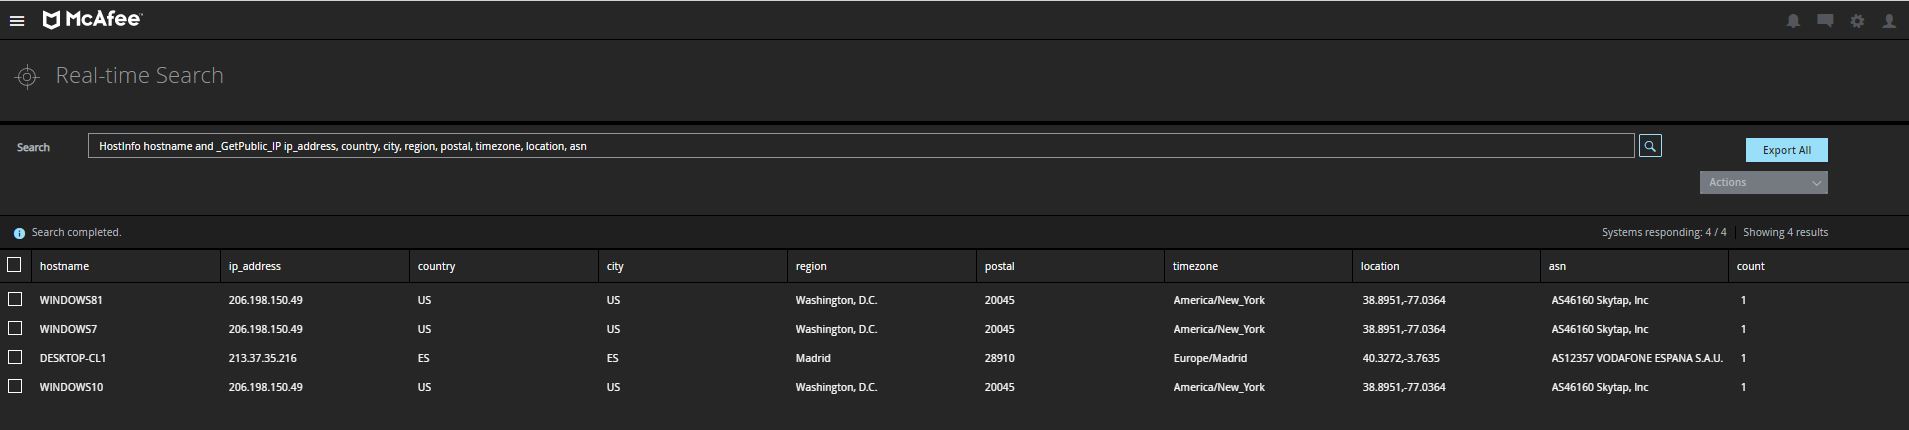 McAfee™
Real-time Search
Search HostInfo hostname and _GetPublic_IP ip_address, country, city, region, postal, timezone, location, asn
Export All
Actions
Search completed. Systems responding: 4 / 4 Showing 4 results
hostname ip_address country city region postal timezone location asn count
WINDOWS81 206.198.150.49 US US Washington, D.C. 20045 America/New_York 38.8951,-77.0364 AS46160 Skytap, Inc 1
WINDOWS7 206.198.150.49 US US Washington, D.C. 20045 America/New_York 38.8951,-77.0364 AS46160 Skytap, Inc 1
DESKTOP-CL1 213.37.35.216 ES ES Madrid 28910 Europe/Madrid 40.3272,-3.7635 AS12357 VODAFONE ESPANA S.A.U. 1
WINDOWS10 206.198.150.49 US US Washington, D.C. 20045 America/New_York 38.8951,-77.0364 AS46160 Skytap, Inc 1